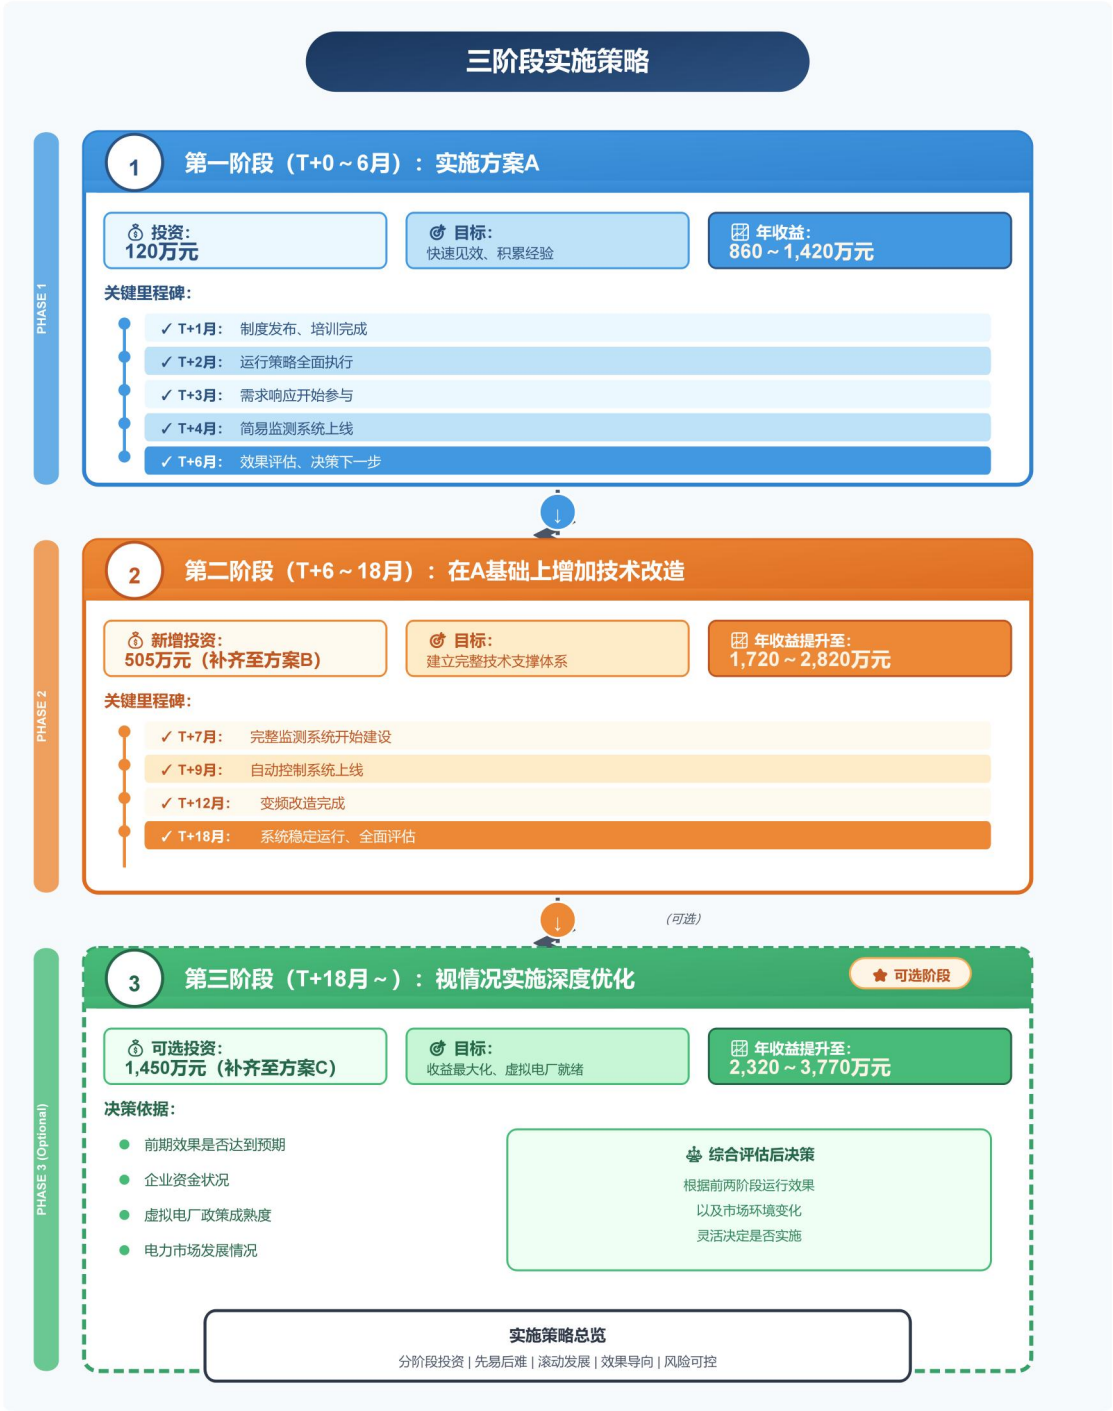 三阶段实施策略
PHASE 1
1
第一阶段（T+0～6月）：实施方案A
投资：
120万元
目标：
快速见效、积累经验
年收益：
860～1,420万元
关键里程碑：
✓ T+1月： 制度发布、培训完成
✓ T+2月： 运行策略全面执行
✓ T+3月： 需求响应开始参与
✓ T+4月： 简易监测系统上线
✓ T+6月： 效果评估、决策下一步
↓
PHASE 2
2
第二阶段（T+6～18月）：在A基础上增加技术改造
新增投资：
505万元（补齐至方案B）
目标：
建立完整技术支撑体系
年收益提升至：
1,720～2,820万元
关键里程碑：
✓ T+7月： 完整监测系统开始建设
✓ T+9月： 自动控制系统上线
✓ T+12月： 变频改造完成
✓ T+18月： 系统稳定运行、全面评估
↓
（可选）
PHASE 3 (Optional)
3
第三阶段（T+18月～）：视情况实施深度优化
可选阶段
可选投资：
1,450万元（补齐至方案C）
目标：
收益最大化、虚拟电厂就绪
年收益提升至：
2,320～3,770万元
决策依据：
前期效果是否达到预期
企业资金状况
虚拟电厂政策成熟度
电力市场发展情况
综合评估后决策
根据前两阶段运行效果
以及市场环境变化
灵活决定是否实施
实施策略总览
分阶段投资 | 先易后难 | 滚动发展 | 效果导向 | 风险可控